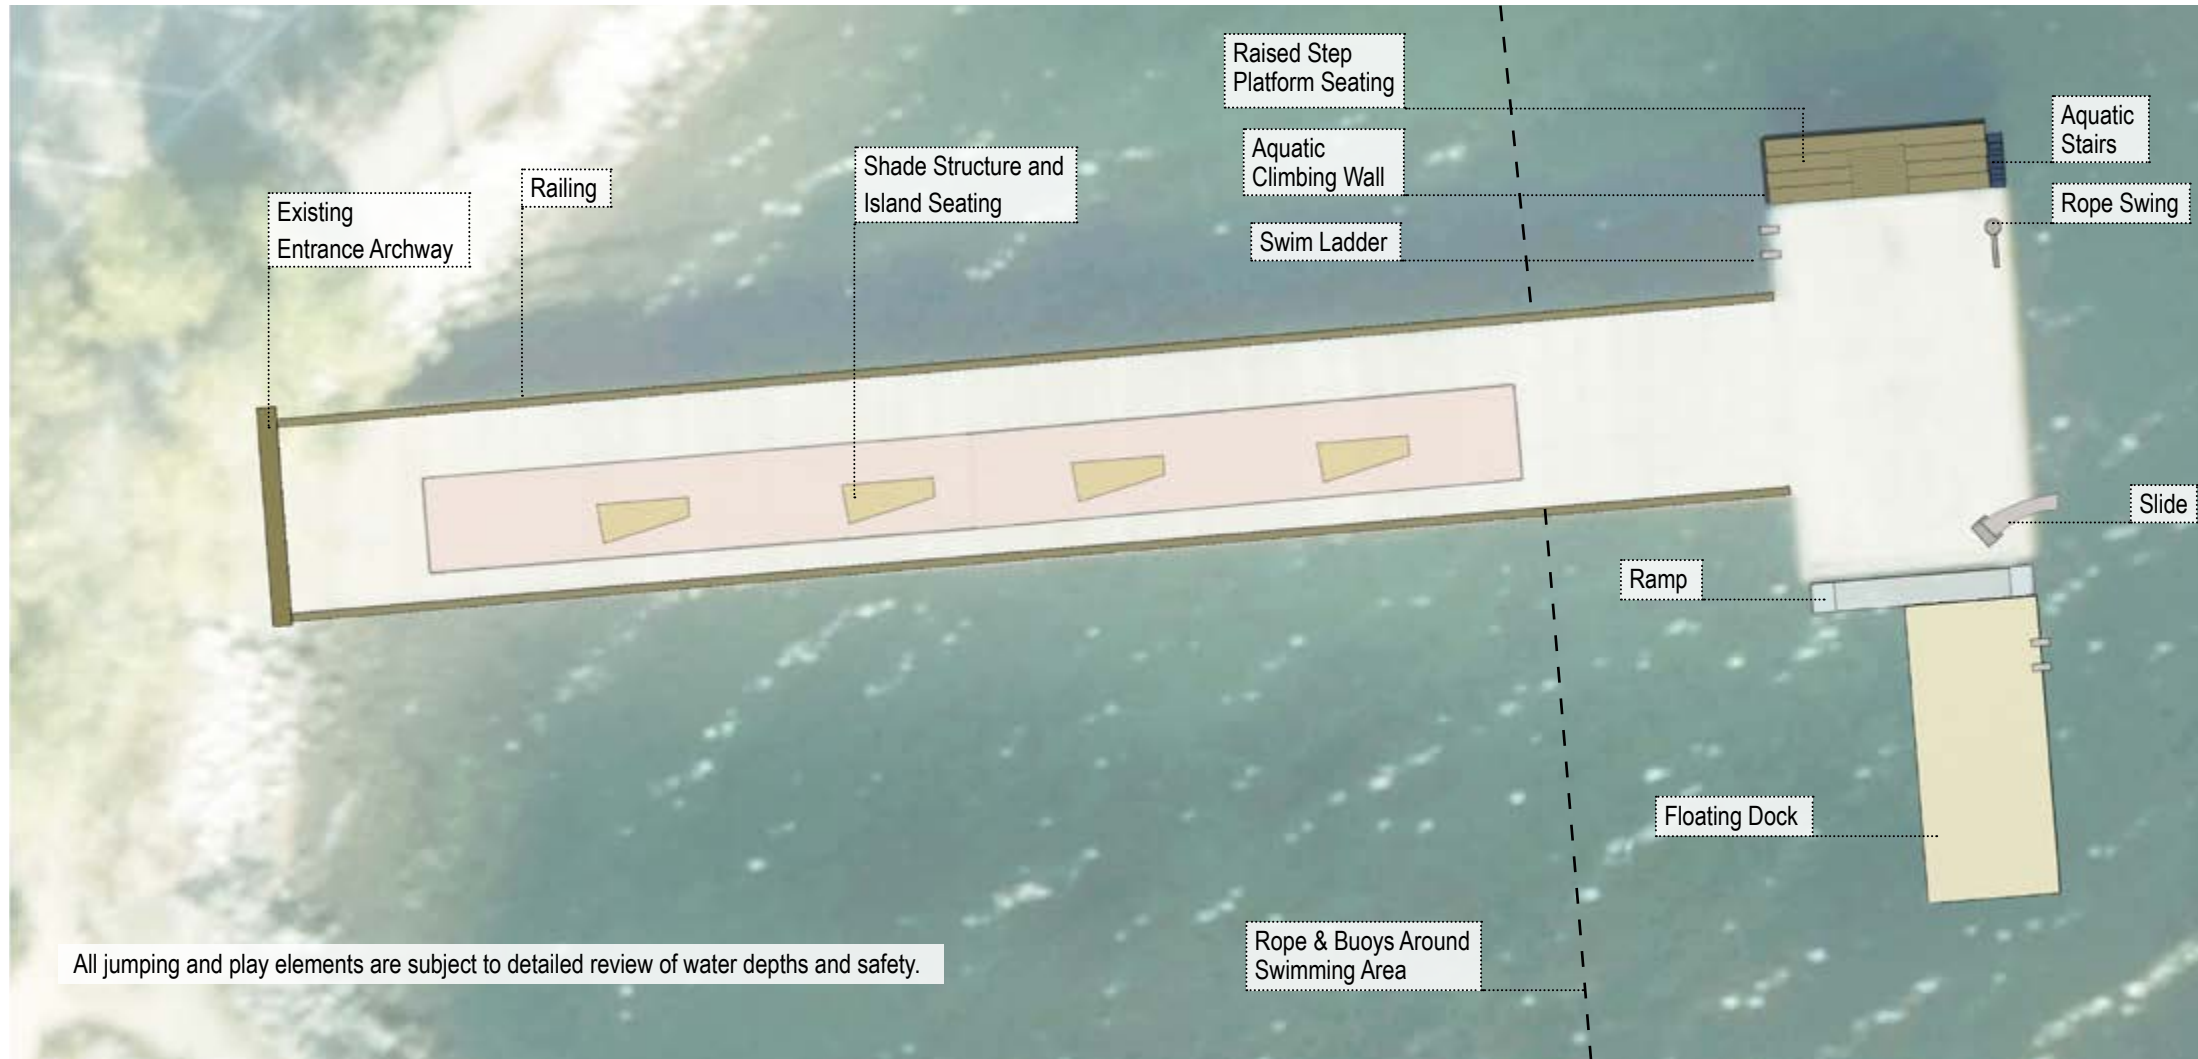 Raised Step
Platform Seating
Aquatic
Stairs
Aquatic
Climbing Wall
Shade Structure and
Island Seating
Railing
Existing
Entrance Archway
Rope Swing
Swim Ladder
Slide
Ramp
Floating Dock
Rope & Buoys Around
Swimming Area
All jumping and play elements are subject to detailed review of water depths and safety.